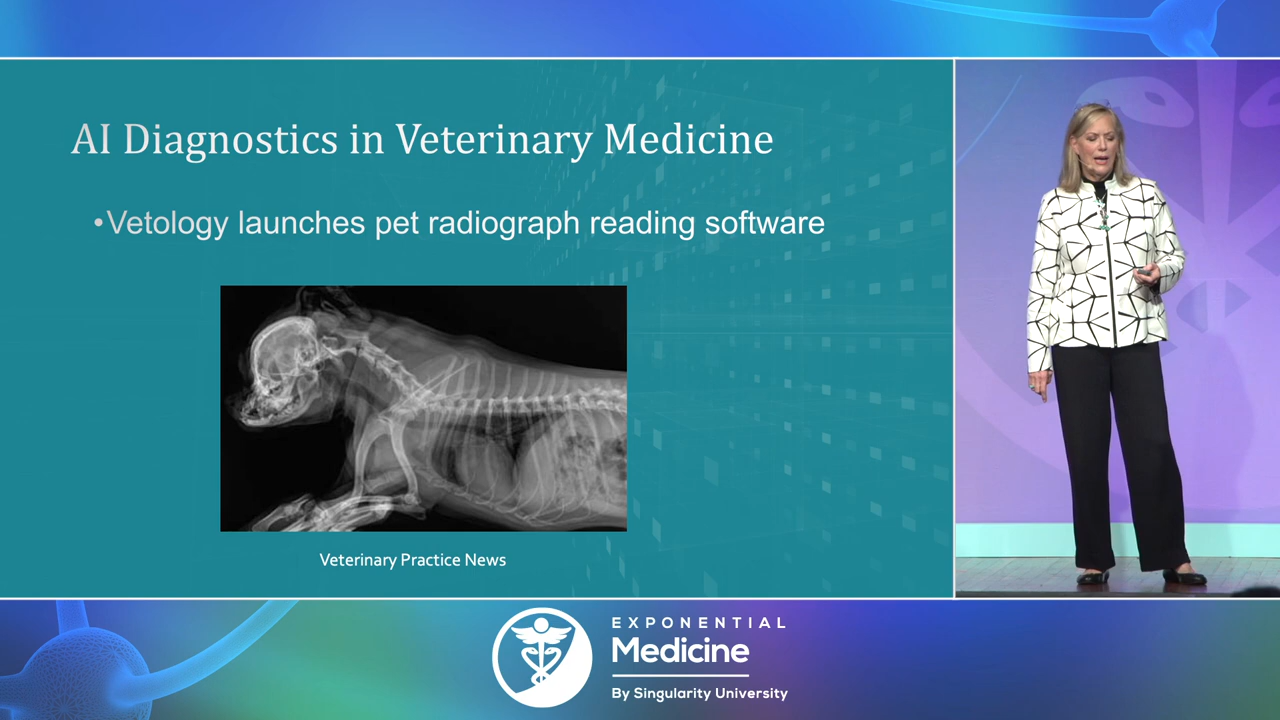 AI Diagnostics in Veterinary Medicine
•Vetology launches pet radiograph reading software
Veterinary Practice News
EXPONENTIAL
Medicine
By Singularity University